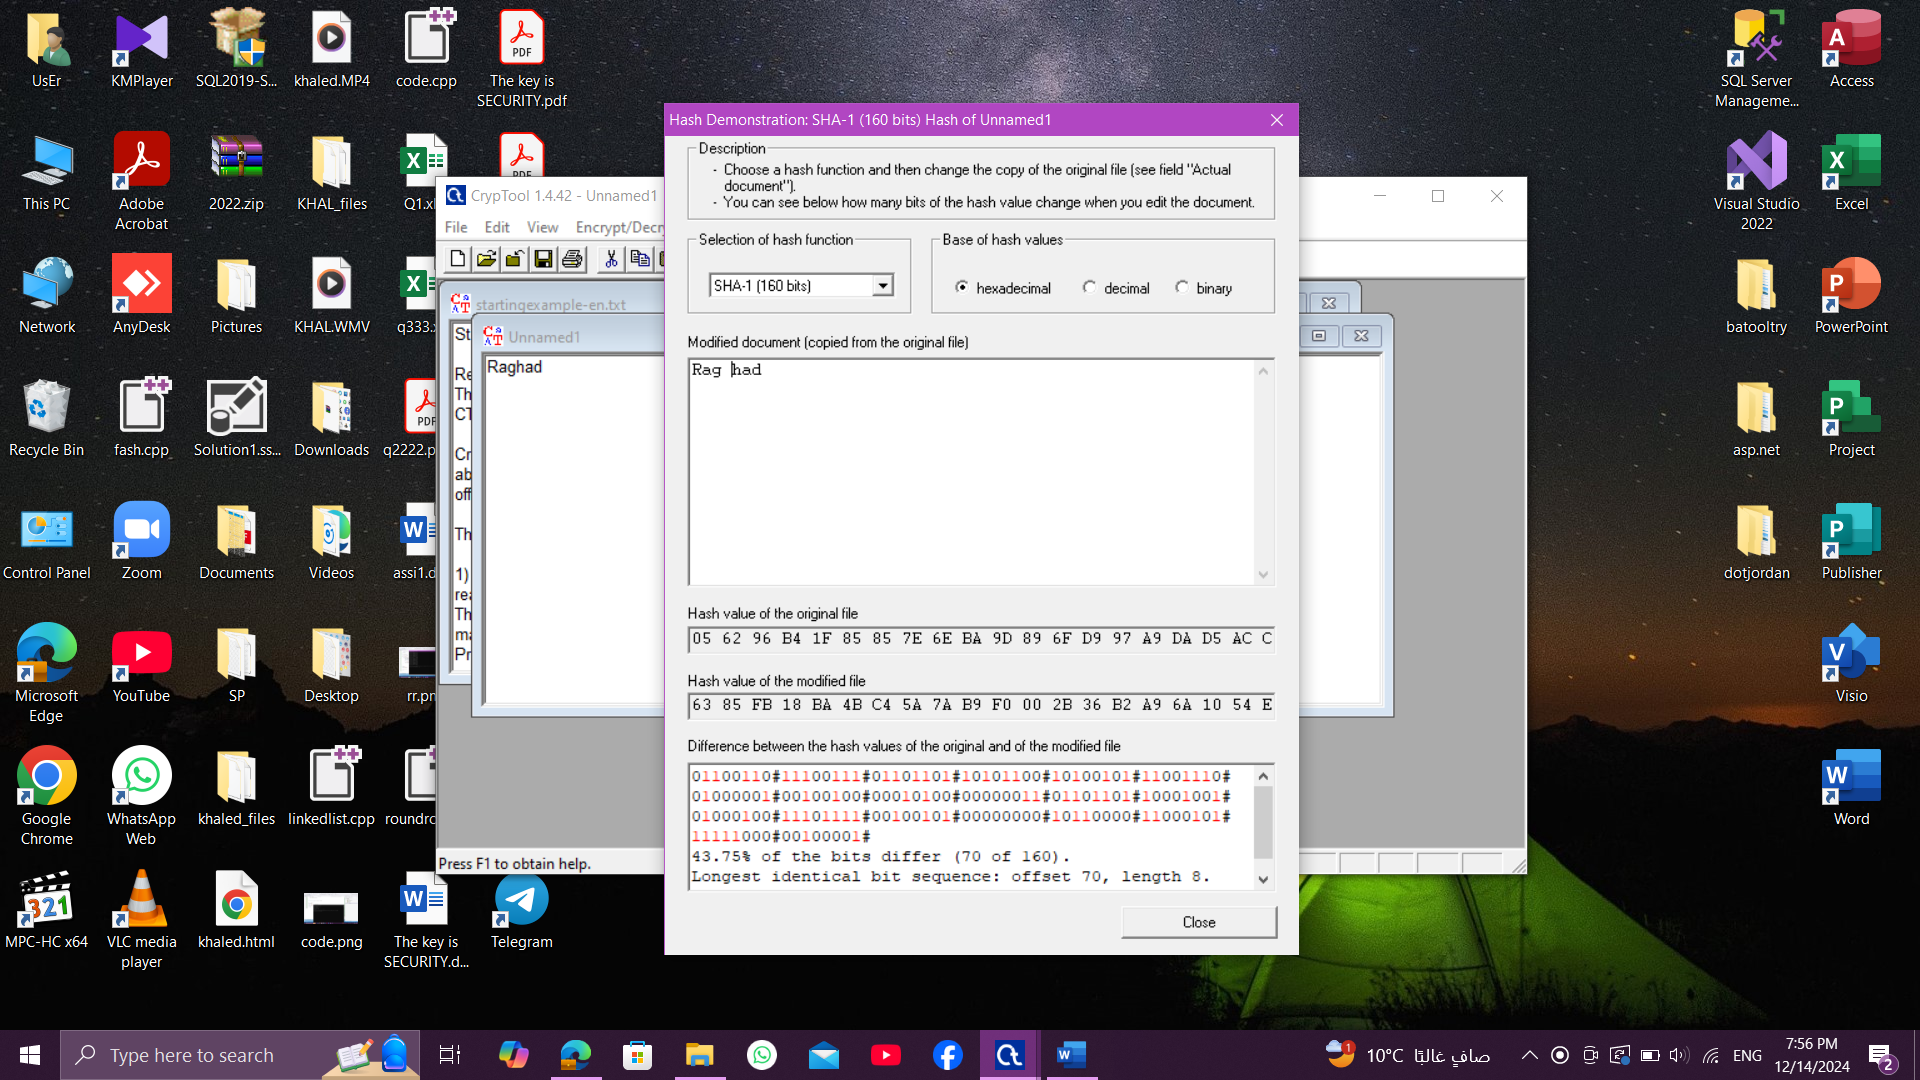 UsEr
KMPlayer
SQL2019-S...
khaled.MP4
code.cpp
The key is
SECURITY.pdf
SQL Server
Manageme...
Access
This PC
Adobe
Acrobat
2022.zip
KHAL_files
Visual Studio
2022
Excel
Network
AnyDesk
Pictures
KHAL.WMV
batooltry
PowerPoint
Recycle Bin
fash.cpp
Solution1.ss...
Downloads
asp.net
Project
Control Panel
Zoom
Documents
Videos
dotjordan
Publisher
Microsoft
Edge
YouTube
SP
Desktop
Visio
Google
Chrome
WhatsApp
Web
khaled_files
linkedlist.cpp
Word
MPC-HC x64
VLC media
player
khaled.html
code.png
The key is
SECURITY.d...
Telegram
CrypTool 1.4.42 - Unnamed1
File Edit View Encrypt/Decry
startingexample-en.txt
Unnamed1
Raghad
Press F1 to obtain help.
Hash Demonstration: SHA-1 (160 bits) Hash of Unnamed1
Description
- Choose a hash function and then change the copy of the original file (see field "Actual
document").
- You can see below how many bits of the hash value change when you edit the document.
Selection of hash function
SHA-1 (160 bits)
Base of hash values
hexadecimal
decimal
binary
Modified document (copied from the original file)
Rag had
Hash value of the original file
05 62 96 B4 1F 85 85 7E 6E BA 9D 89 6F D9 97 A9 DA D5 AC C
Hash value of the modified file
63 85 FB 18 BA 4B C4 5A 7A B9 F0 00 2B 36 B2 A9 6A 10 54 E
Difference between the hash values of the original and of the modified file
01100110#11100111#01101101#10101100#10100101#11001110#
01000001#00100100#00010100#00000011#01101101#10001001#
01000100#11101111#00100101#00000000#10110000#11000101#
11111000#00100001#
43.75% of the bits differ (70 of 160).
Longest identical bit sequence: offset 70, length 8.
Close
Type here to search
10°C صافٍ غالبًا
ENG
7:56 PM
12/14/2024
2